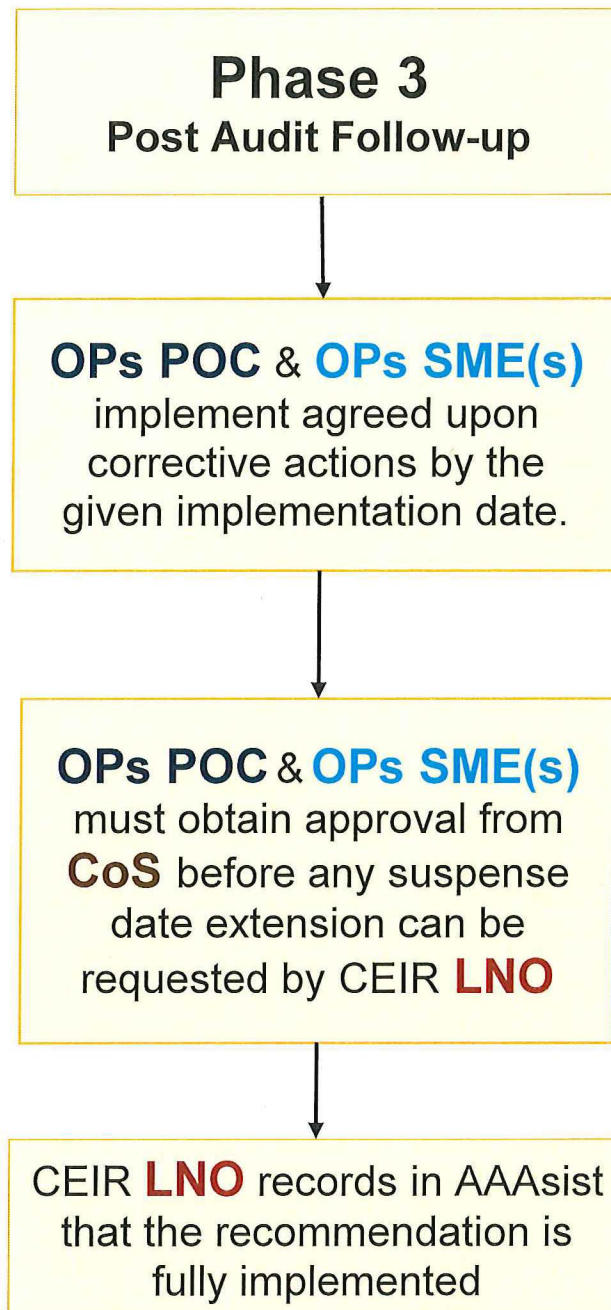 Phase 3
Post Audit Follow-up
OPs POC & OPs SME(s)
implement agreed upon
corrective actions by the
given implementation date.
OPs POC & OPs SME(s)
must obtain approval from
CoS before any suspense
date extension can be
requested by CEIR LNO
CEIR LNO records in AAAsist
that the recommendation is
fully implemented